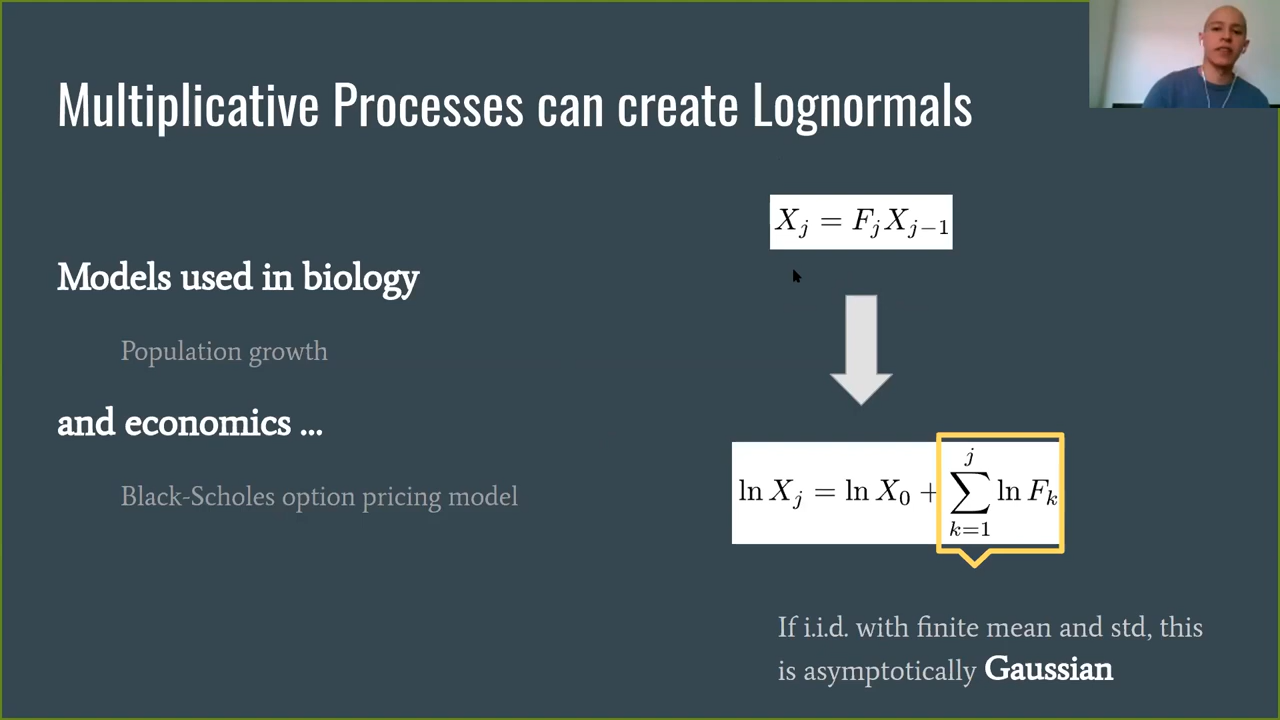 Multiplicative Processes can create Lognormals
Models used in biology
Population growth
and economics ...
Black-Scholes option pricing model
X_j = F_j X_{j−1}
ln X_j = ln X_0 + ∑_{k=1}^{j} ln F_k
If i.i.d. with finite mean and std, this
is asymptotically Gaussian